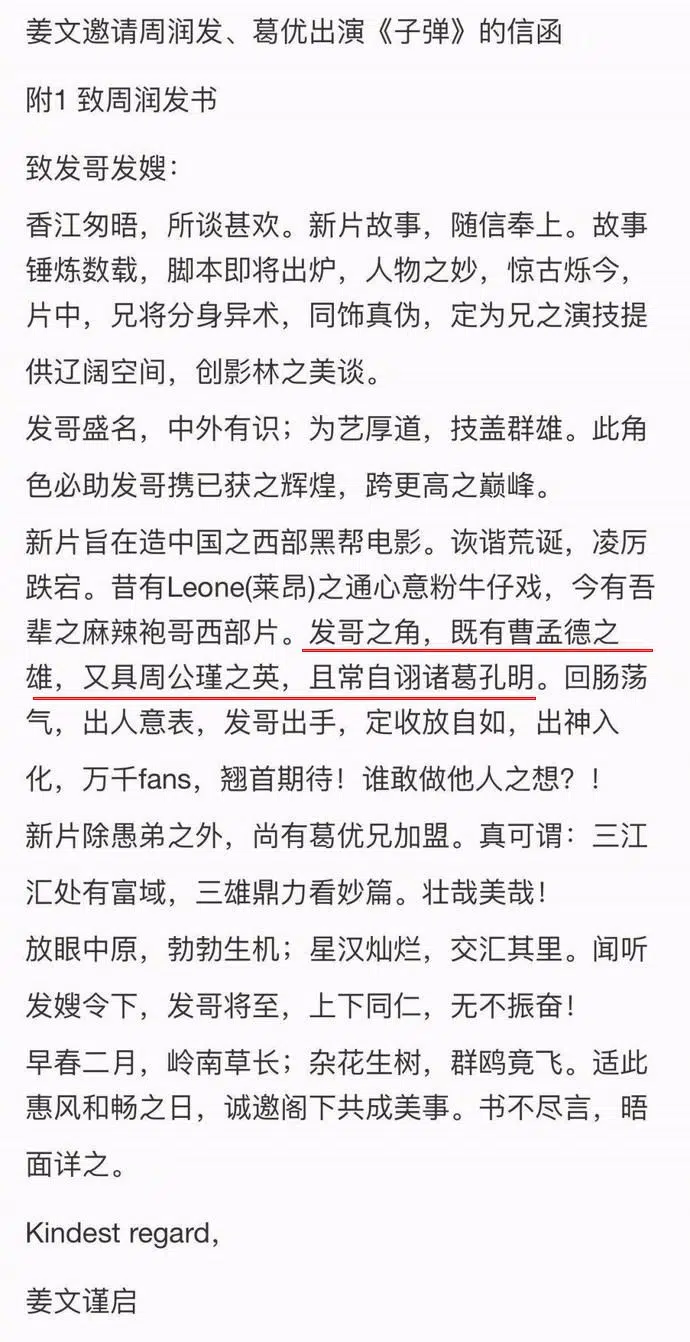 姜文邀请周润发、葛优出演《子弹》的信函
附1 致周润发书
致发哥发嫂：
香江匆晤，所谈甚欢。新片故事，随信奉上。故事
锤炼数载，脚本即将出炉，人物之妙，惊古烁今，
片中，兄将分身异术，同饰真伪，定为兄之演技提
供辽阔空间，创影林之美谈。
发哥盛名，中外有识；为艺厚道，技盖群雄。此角
色必助发哥携已获之辉煌，跨更高之巅峰。
新片旨在造中国之西部黑帮电影。诙谐荒诞，凌厉
跌宕。昔有Leone(莱昂)之通心意粉牛仔戏，今有吾
辈之麻辣袍哥西部片。发哥之角，既有曹孟德之
雄，又具周公瑾之英，且常自诩诸葛孔明。回肠荡
气，出人意表，发哥出手，定收放自如，出神入
化，万千fans，翘首期待！谁敢做他人之想？！
新片除愚弟之外，尚有葛优兄加盟。真可谓：三江
汇处有富域，三雄鼎力看妙篇。壮哉美哉！
放眼中原，勃勃生机；星汉灿烂，交汇其里。闻听
发嫂令下，发哥将至，上下同仁，无不振奋！
早春二月，岭南草长；杂花生树，群鸥竟飞。适此
惠风和畅之日，诚邀阁下共成美事。书不尽言，晤
面详之。
Kindest regard，
姜文谨启